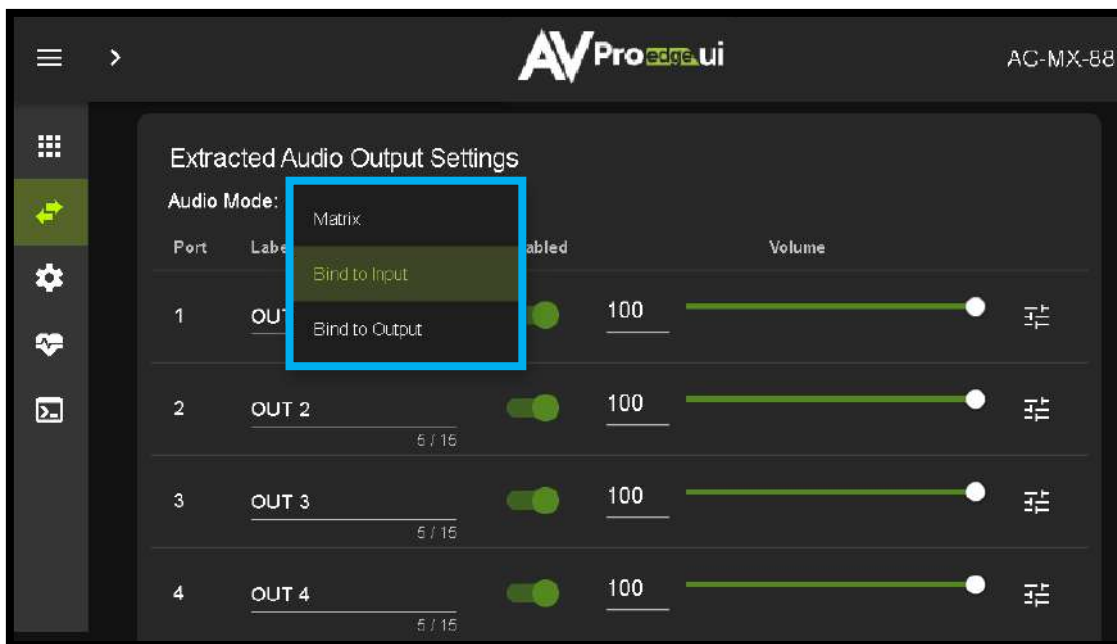 AVPro edge.ui
AC-MX-88
Extracted Audio Output Settings
Audio Mode:
Matrix
Bind to Input
Bind to Output
Port Volume
1 100
2 OUT 2 100
5 / 15
3 OUT 3 100
5 / 15
4 OUT 4 100
5 / 15